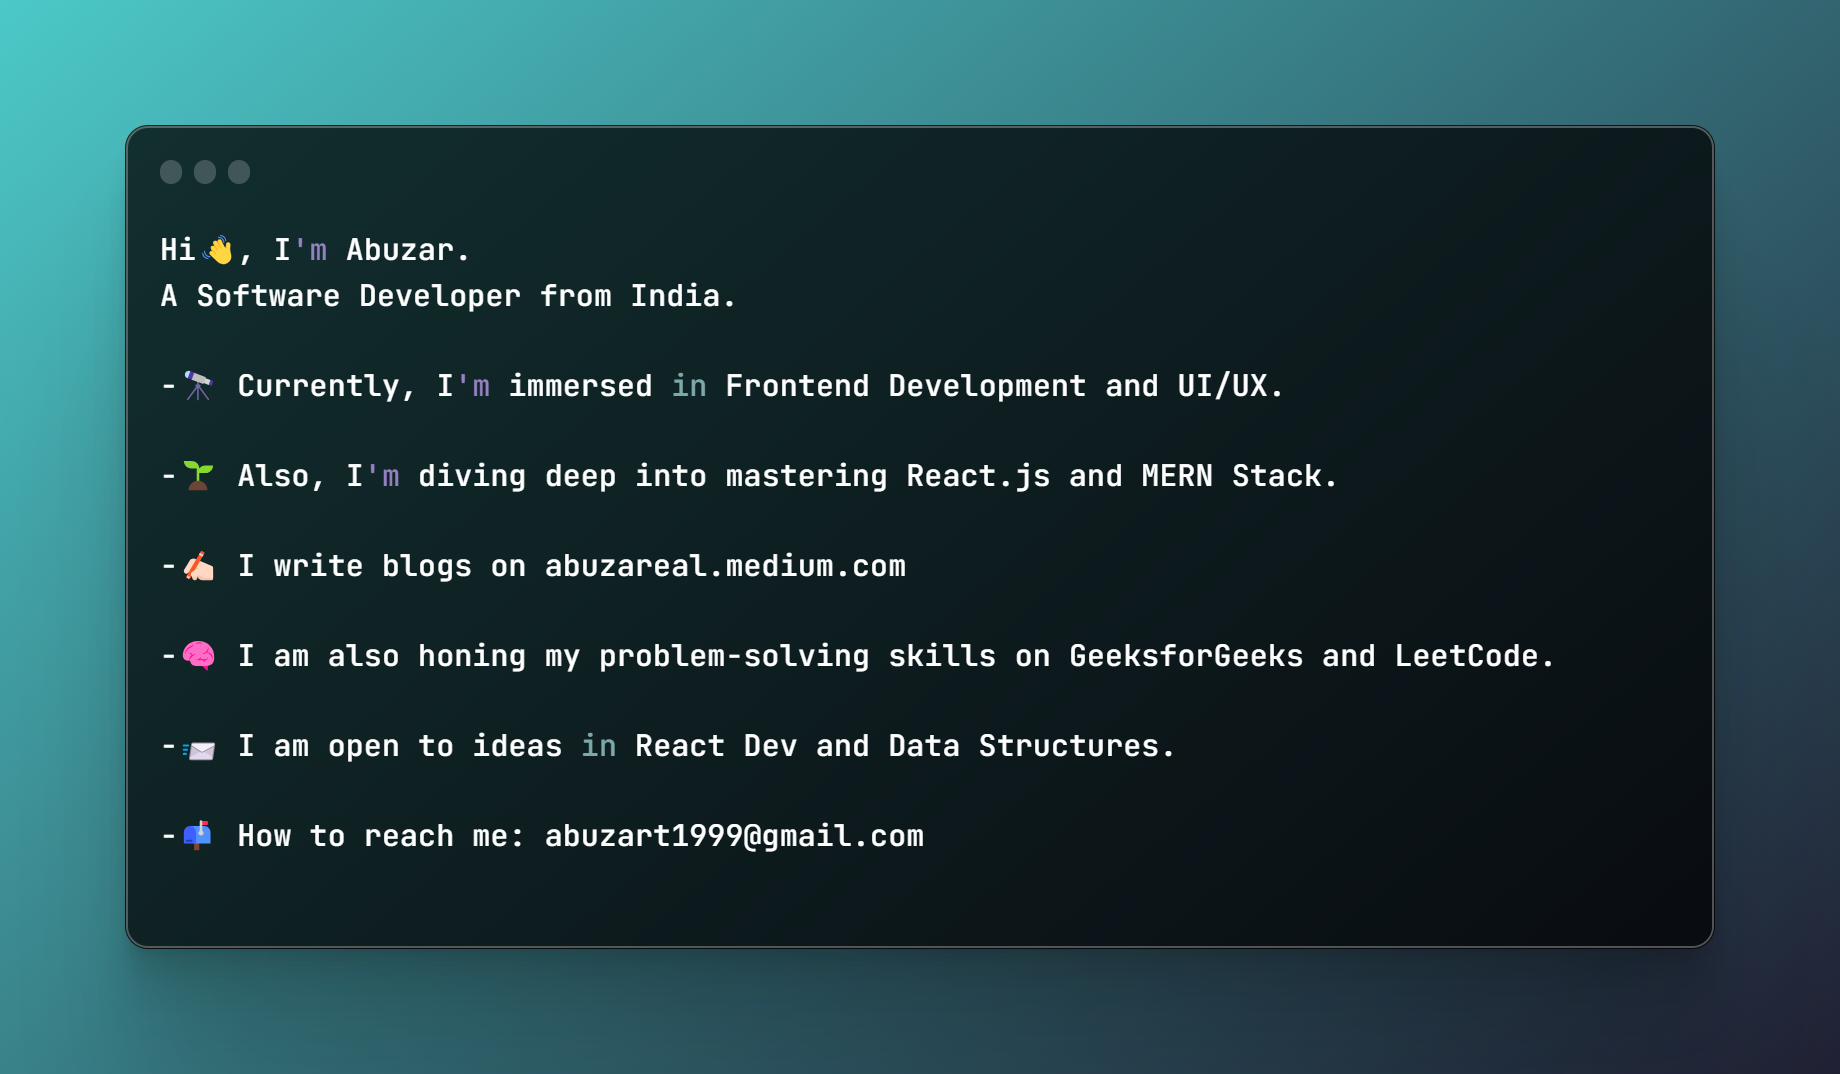 Hi👋, I'm Abuzar.
A Software Developer from India.
-🔭 Currently, I'm immersed in Frontend Development and UI/UX.
-🌱 Also, I'm diving deep into mastering React.js and MERN Stack.
-✍🏻 I write blogs on abuzareal.medium.com
-🧠 I am also honing my problem-solving skills on GeeksforGeeks and LeetCode.
-📨 I am open to ideas in React Dev and Data Structures.
-📫 How to reach me: abuzart1999@gmail.com